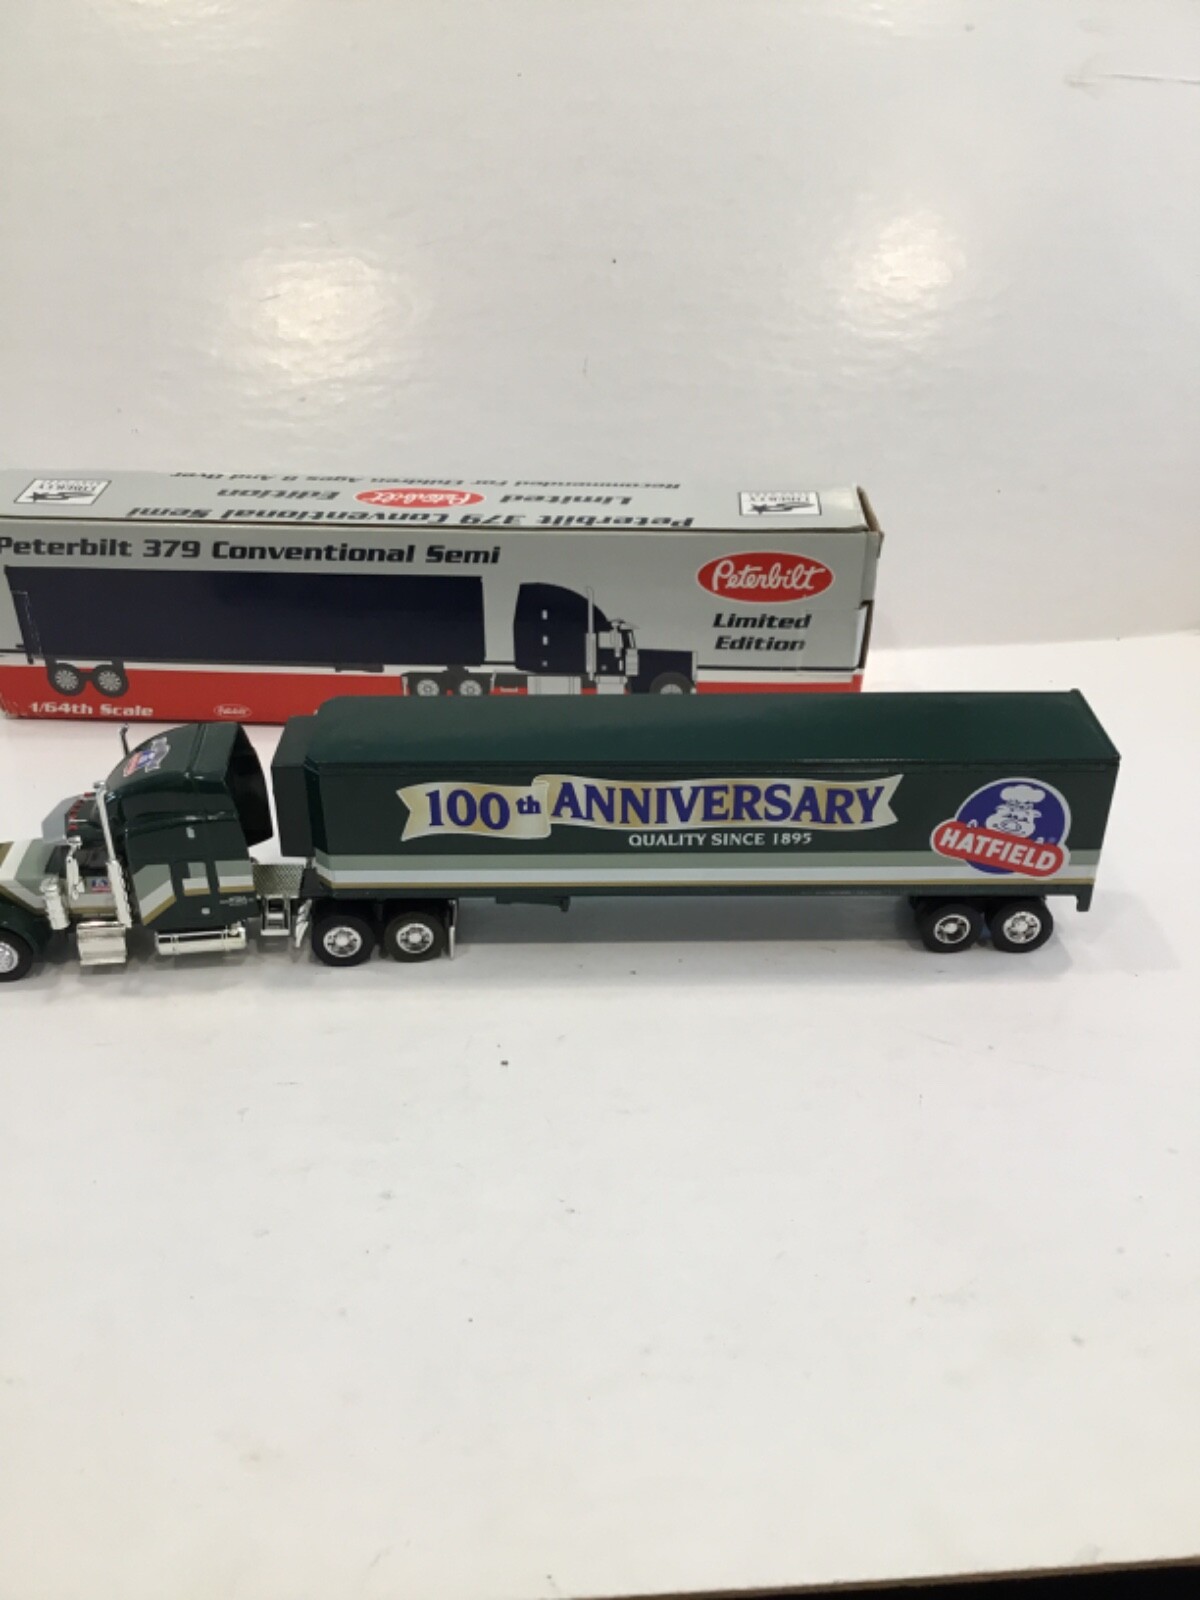 Recommended For Children Ages 8 And Over
Limited Peterbilt Edition
Peterbilt 379 Conventional Semi
Peterbilt 379 Conventional Semi
Peterbilt
Limited
Edition
1/64th Scale
100th ANNIVERSARY
QUALITY SINCE 1895
HATFIELD